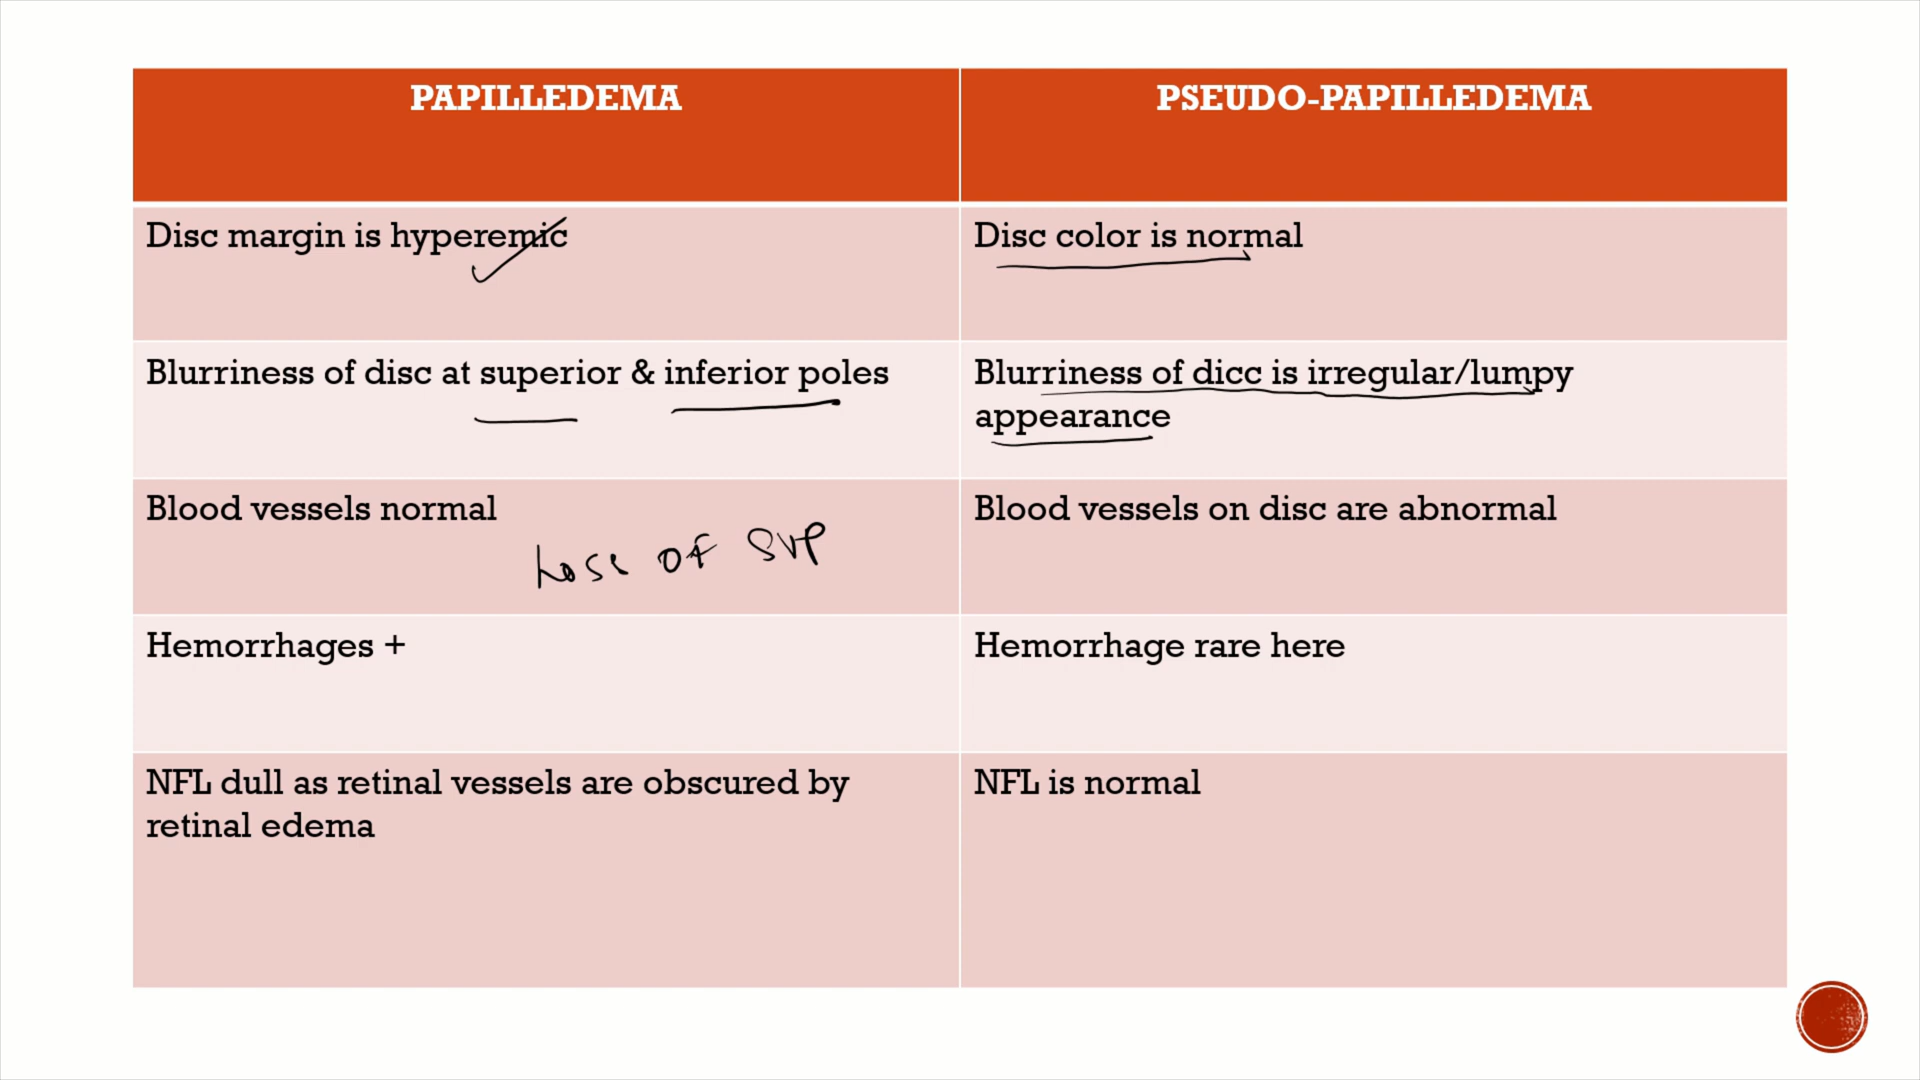 PAPILLEDEMA
PSEUDO-PAPILLEDEMA
Disc margin is hyperemic
Disc color is normal
Blurriness of disc at superior & inferior poles
Blurriness of dicc is irregular/lumpy
appearance
Blood vessels normal
Loss of SVP
Blood vessels on disc are abnormal
Hemorrhages +
Hemorrhage rare here
NFL dull as retinal vessels are obscured by
retinal edema
NFL is normal